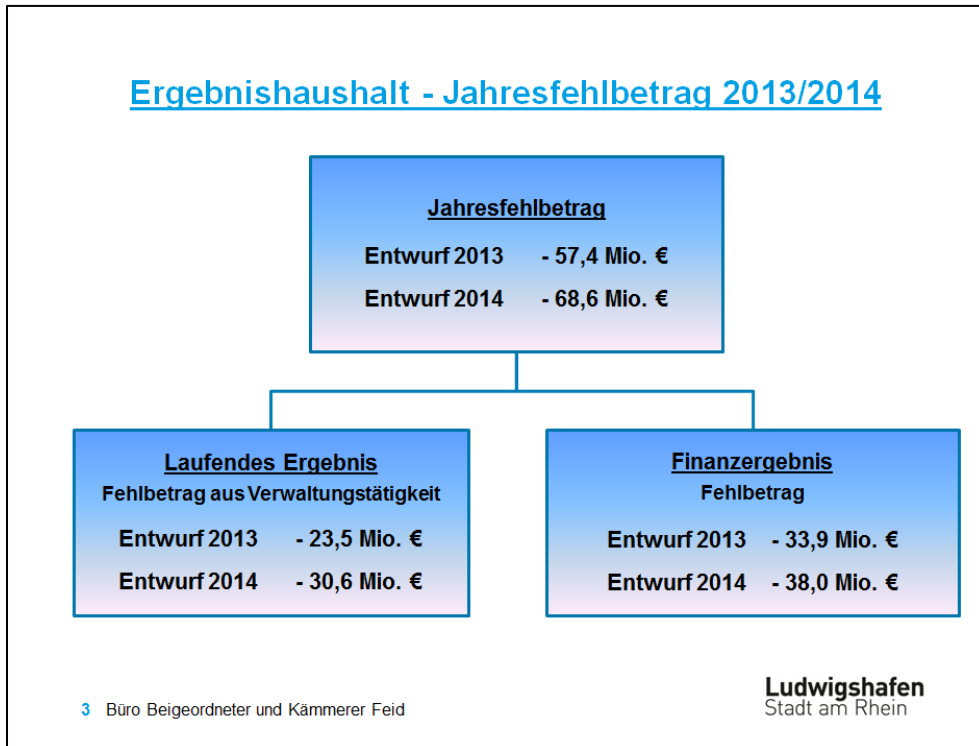 Ergebnishaushalt - Jahresfehlbetrag 2013/2014
Jahresfehlbetrag
Entwurf 2013 - 57,4 Mio. €
Entwurf 2014 - 68,6 Mio. €
Laufendes Ergebnis
Fehlbetrag aus Verwaltungstätigkeit
Entwurf 2013 - 23,5 Mio. €
Entwurf 2014 - 30,6 Mio. €
Finanzergebnis
Fehlbetrag
Entwurf 2013 - 33,9 Mio. €
Entwurf 2014 - 38,0 Mio. €
3 Büro Beigeordneter und Kämmerer Feid
Ludwigshafen
Stadt am Rhein